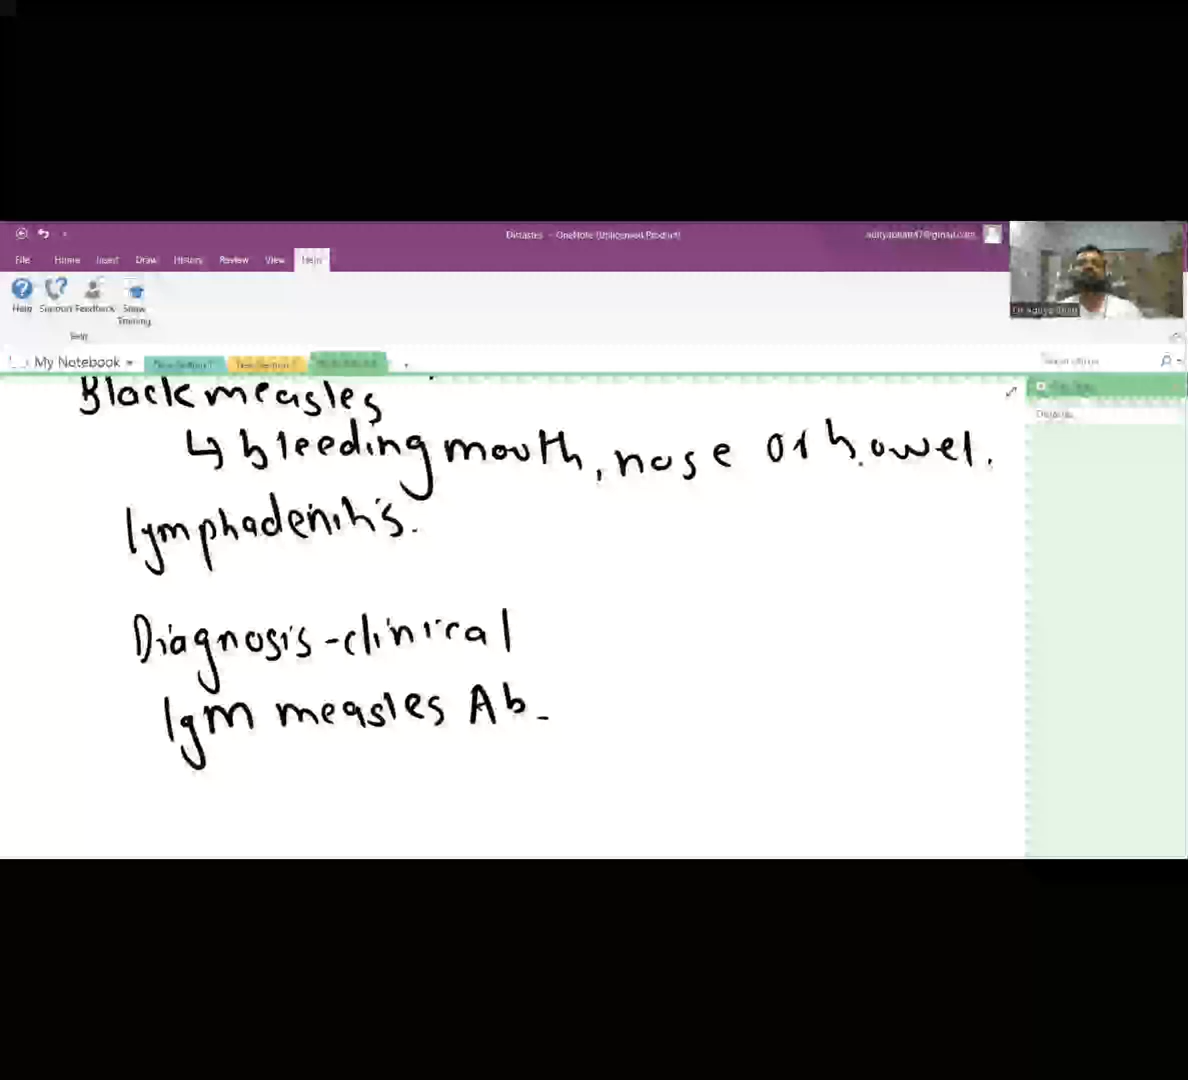 File Home Insert Draw History Review View Help
Help Support Feedback Show
Training
Help
My Notebook
Black measles
↳ bleeding mouth, nose or bowel.
lymphadenitis.
Diagnosis - clinical
Igm measles Ab -